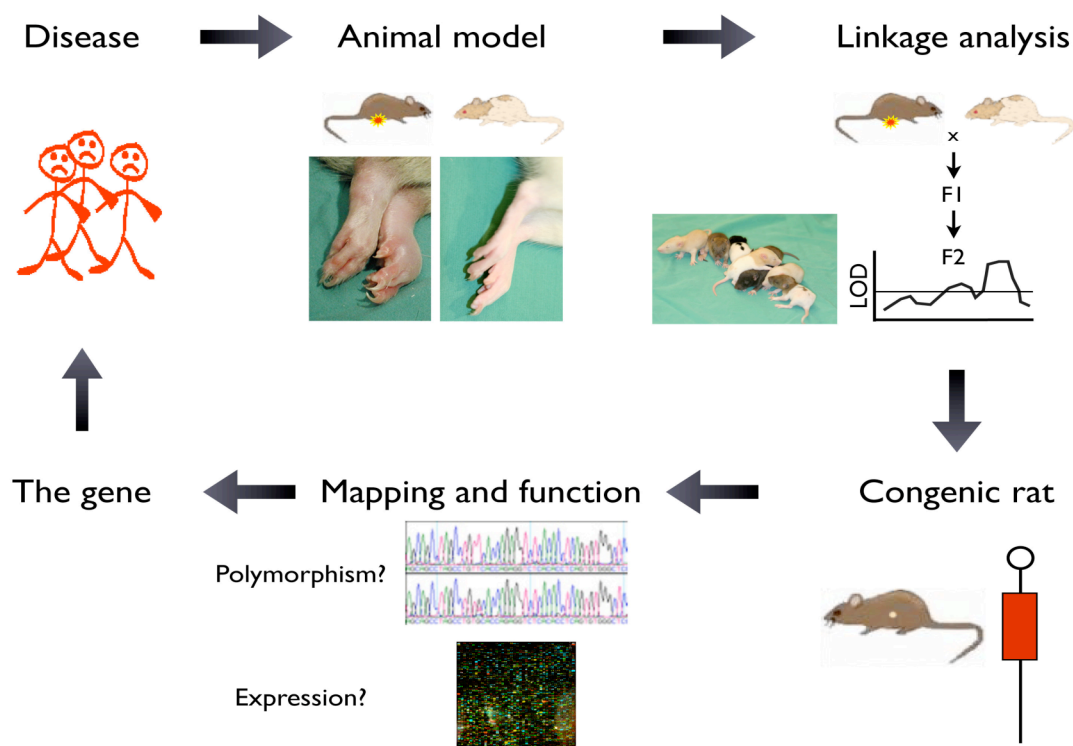 Disease
Animal model
Linkage analysis
×
F1
F2
LOD
The gene
Mapping and function
Congenic rat
Polymorphism?
Expression?